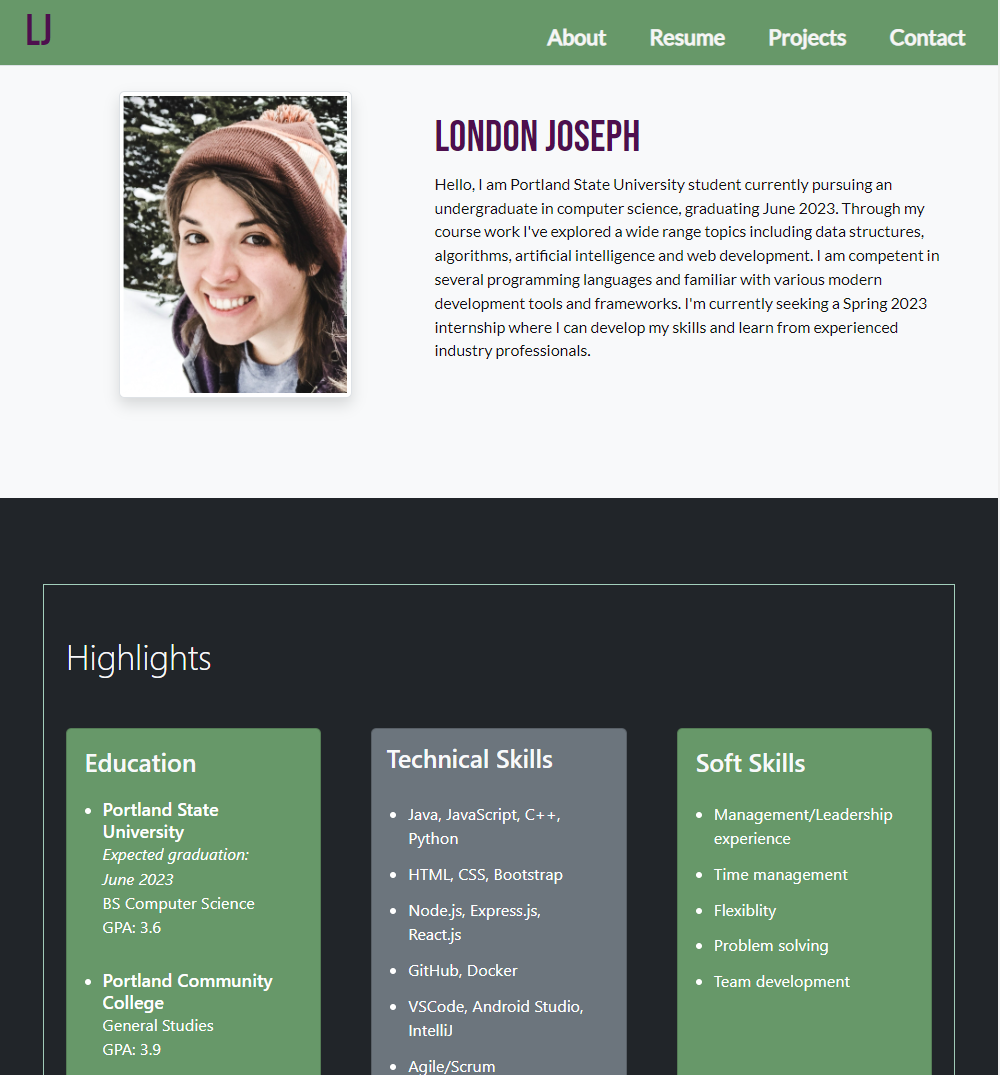 LJ
About Resume Projects Contact
LONDON JOSEPH
Hello, I am Portland State University student currently pursuing an
undergraduate in computer science, graduating June 2023. Through my
course work I've explored a wide range topics including data structures,
algorithms, artificial intelligence and web development. I am competent in
several programming languages and familiar with various modern
development tools and frameworks. I'm currently seeking a Spring 2023
internship where I can develop my skills and learn from experienced
industry professionals.
Highlights
Education
• Portland State
University
Expected graduation:
June 2023
BS Computer Science
GPA: 3.6
• Portland Community
College
General Studies
GPA: 3.9
Technical Skills
• Java, JavaScript, C++,
Python
• HTML, CSS, Bootstrap
• Node.js, Express.js,
React.js
• GitHub, Docker
• VSCode, Android Studio,
IntelliJ
• Agile/Scrum
Soft Skills
• Management/Leadership
experience
• Time management
• Flexiblity
• Problem solving
• Team development